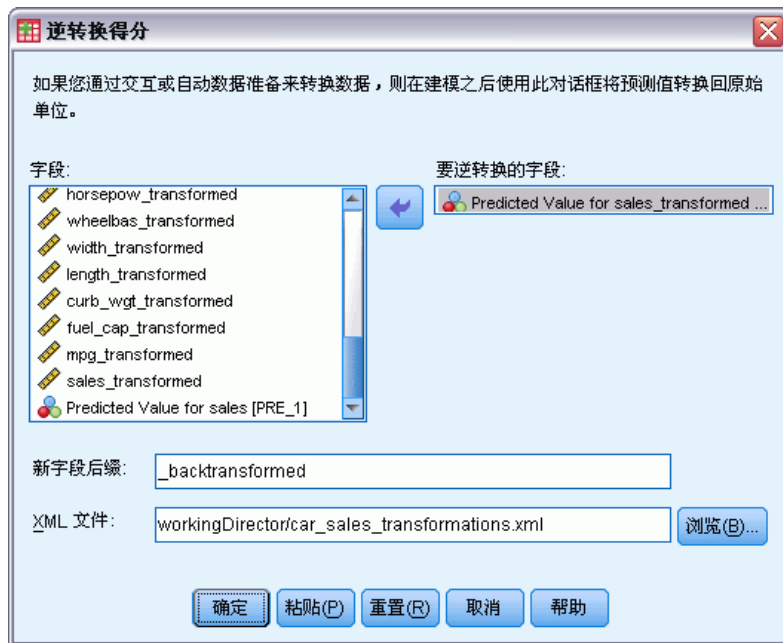 逆转换得分
如果您通过交互或自动数据准备来转换数据，则在建模之后使用此对话框将预测值转换回原始
单位。
字段:
要逆转换的字段:
horsepow_transformed
wheelbas_transformed
width_transformed
length_transformed
curb_wgt_transformed
fuel_cap_transformed
mpg_transformed
sales_transformed
Predicted Value for sales [PRE_1]
Predicted Value for sales_transformed ...
新字段后缀:
_backtransformed
XML 文件:
workingDirector/car_sales_transformations.xml
浏览(B)...
确定
粘贴(P)
重置(R)
取消
帮助